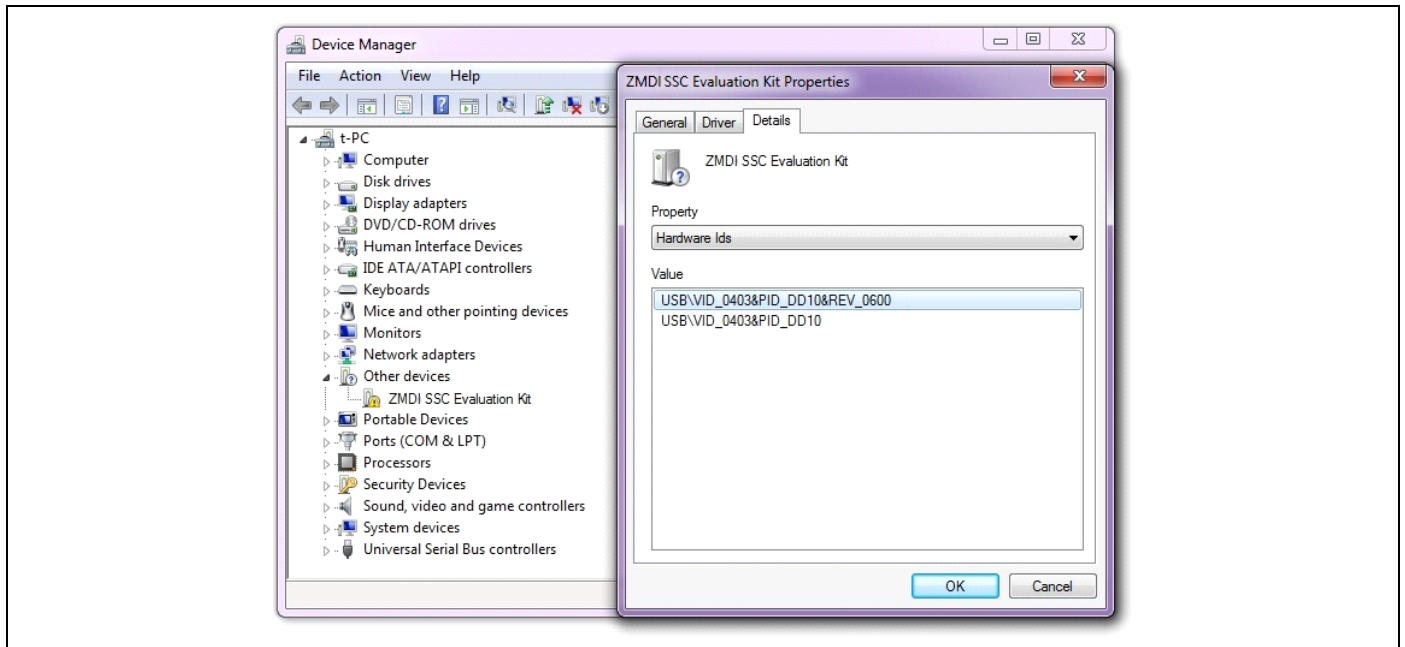 Device Manager
File Action View Help
t-PC
Computer
Disk drives
Display adapters
DVD/CD-ROM drives
Human Interface Devices
IDE ATA/ATAPI controllers
Keyboards
Mice and other pointing devices
Monitors
Network adapters
Other devices
ZMDI SSC Evaluation Kit
Portable Devices
Ports (COM & LPT)
Processors
Security Devices
Sound, video and game controllers
System devices
Universal Serial Bus controllers
ZMDI SSC Evaluation Kit Properties
General Driver Details
ZMDI SSC Evaluation Kit
Property
Hardware Ids
Value
USB\VID_0403&PID_DD10&REV_0600
USB\VID_0403&PID_DD10
OK Cancel